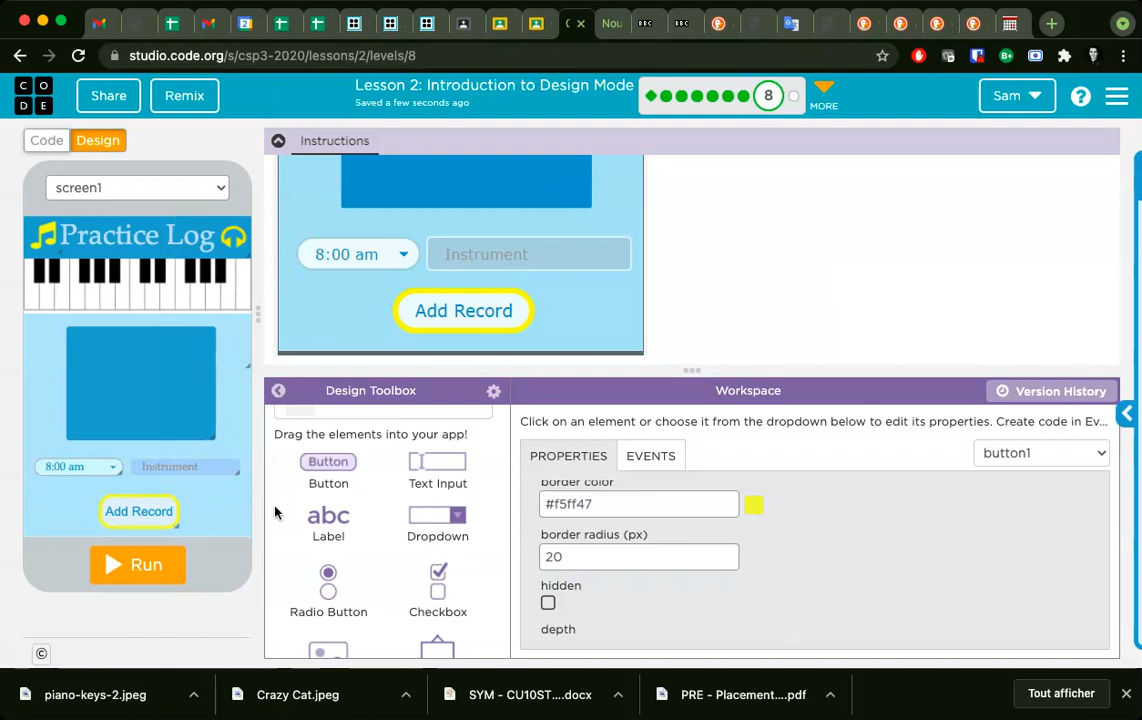 Nou
BBC
BBC
studio.code.org/s/csp3-2020/lessons/2/levels/8
C O
D E
Share
Remix
Lesson 2: Introduction to Design Mode
Saved a few seconds ago
8
MORE
Sam
?
Code
Design
Instructions
screen1
Practice Log
8:00 am
Instrument
Add Record
Run
©
8:00 am
Instrument
Add Record
Design Toolbox
Workspace
Version History
Drag the elements into your app!
Button
Button
Text Input
abc
Label
Dropdown
Radio Button
Checkbox
Click on an element or choose it from the dropdown below to edit its properties. Create code in Ev...
PROPERTIES
EVENTS
button1
border color
#f5ff47
border radius (px)
20
hidden
depth
piano-keys-2.jpeg
Crazy Cat.jpeg
SYM - CU10ST....docx
PRE - Placement....pdf
Tout afficher